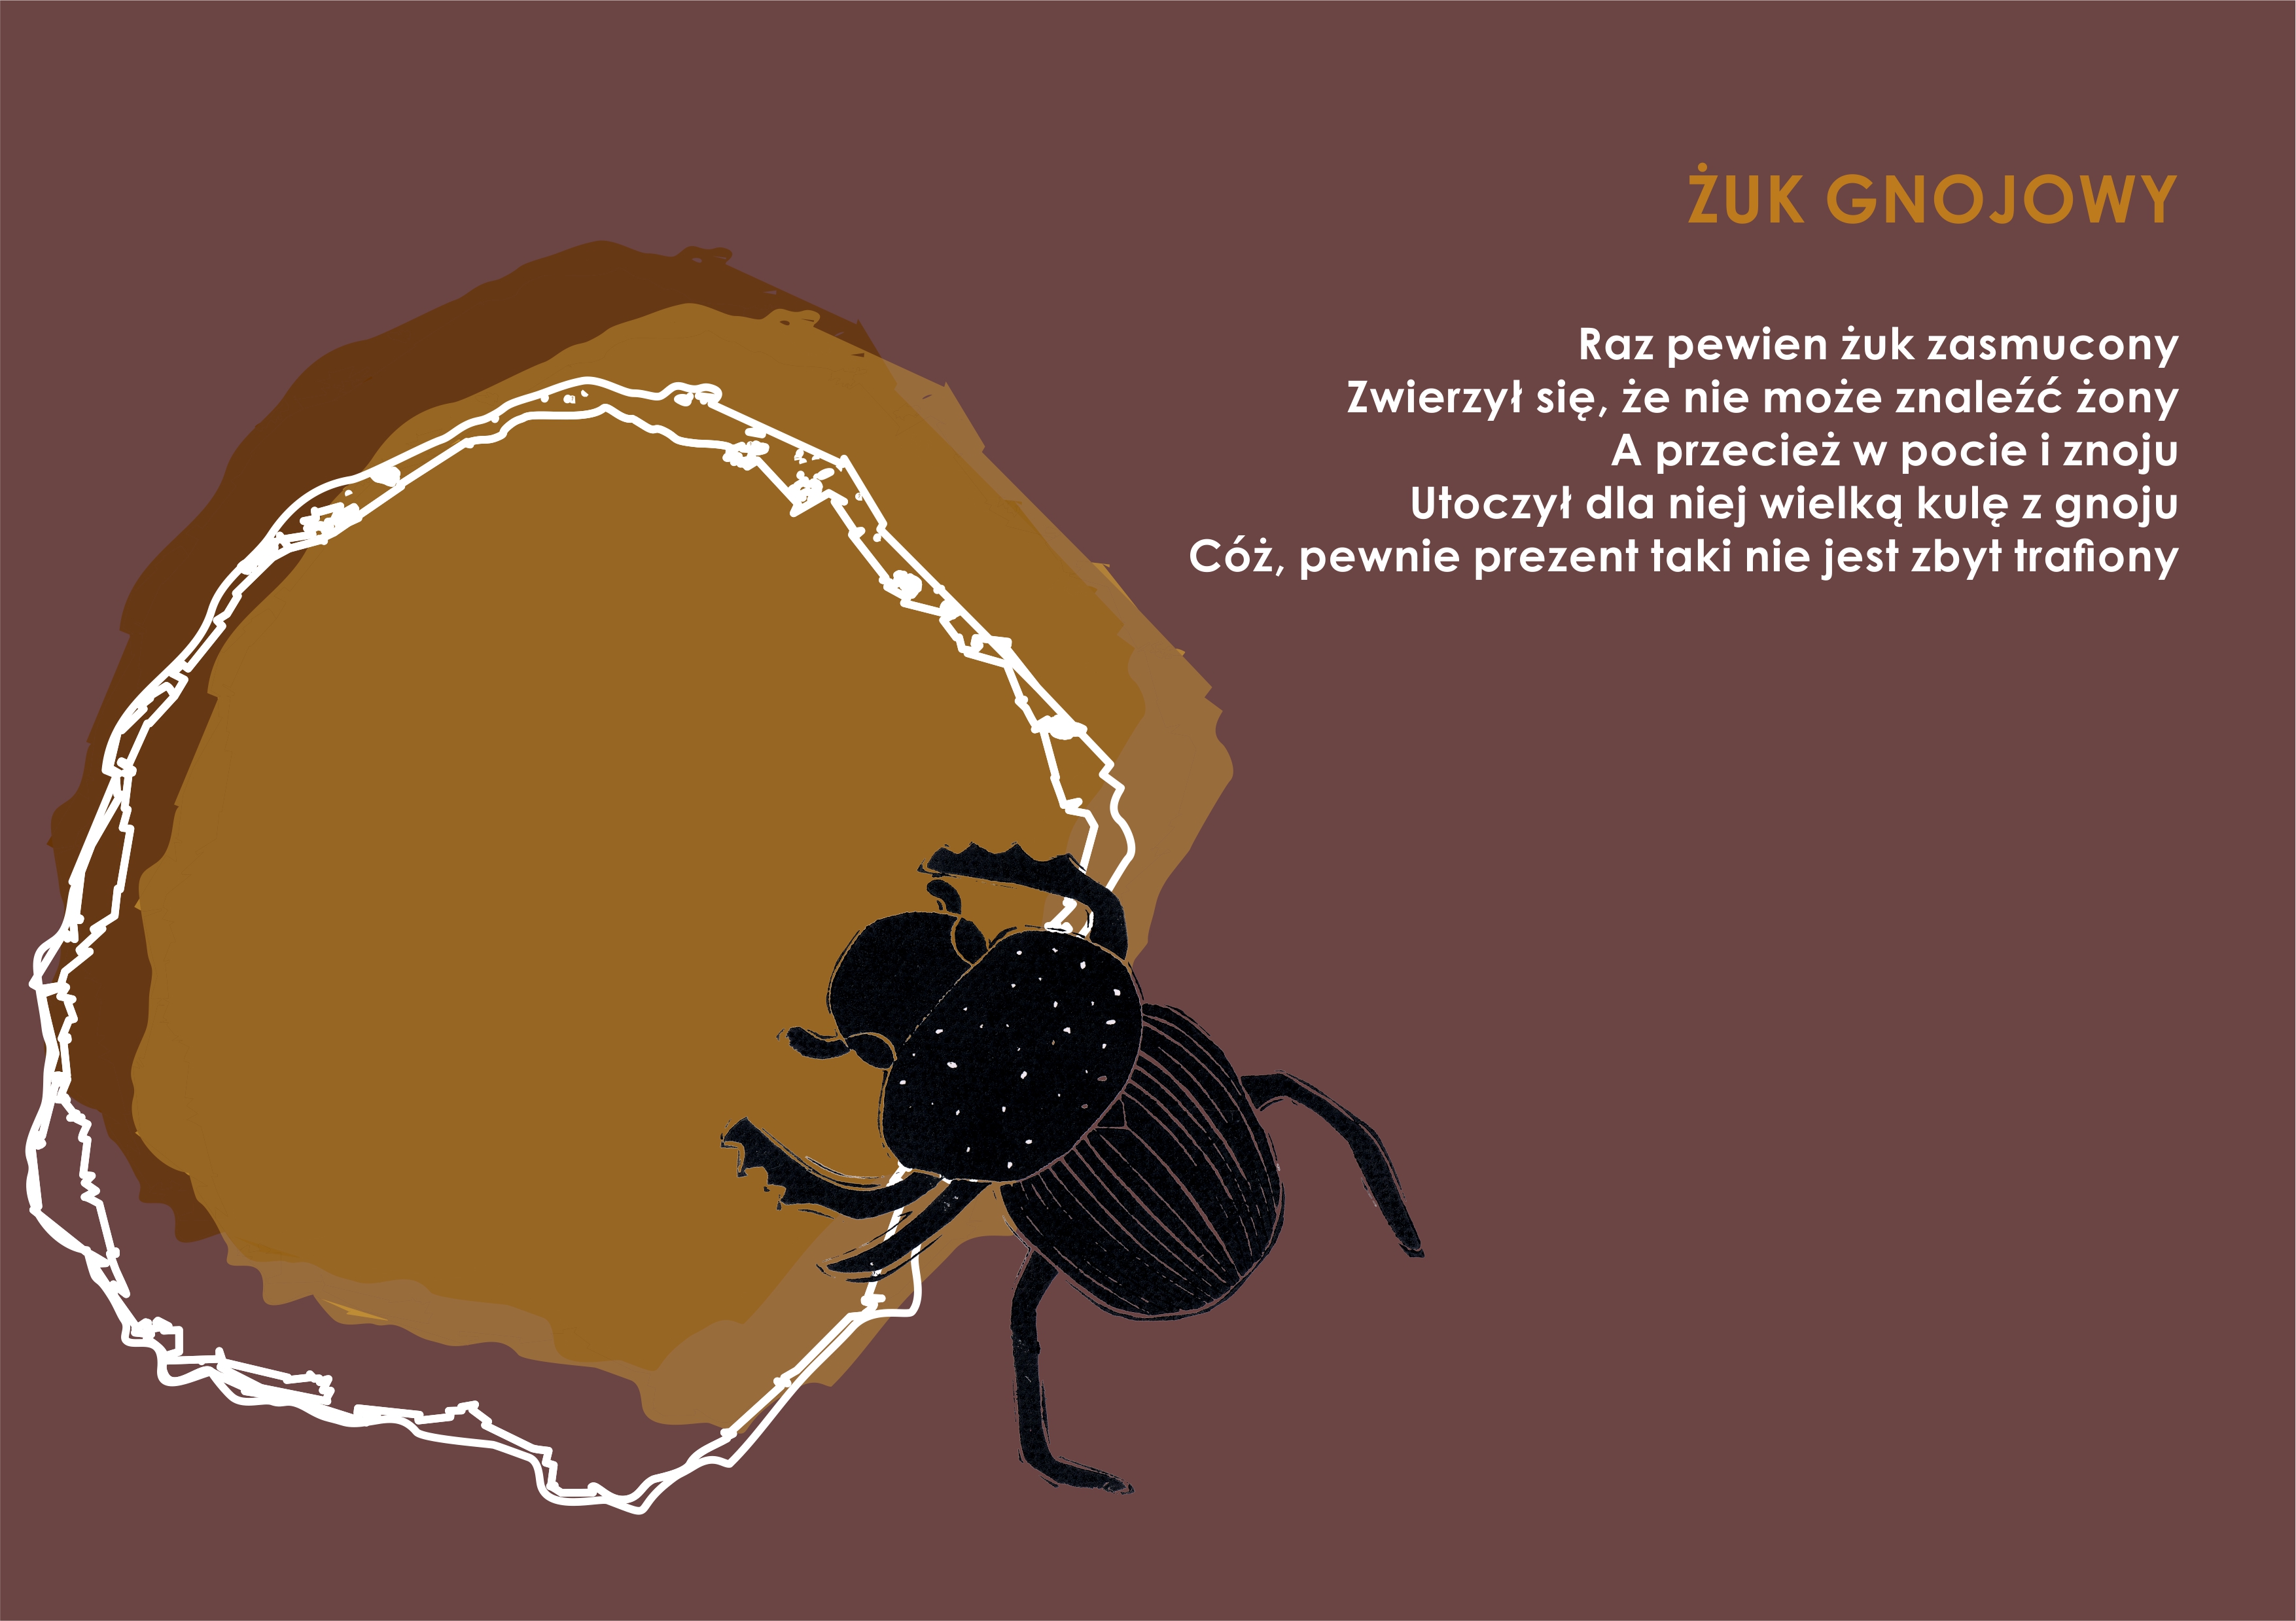 ŻUK GNOJOWY
Raz pewien żuk zasmucony
Zwierzył się, że nie może znaleźć żony
A przecież w pocie i znoju
Utoczył dla niej wielką kulę z gnoju
Cóż, pewnie prezent taki nie jest zbyt trafiony